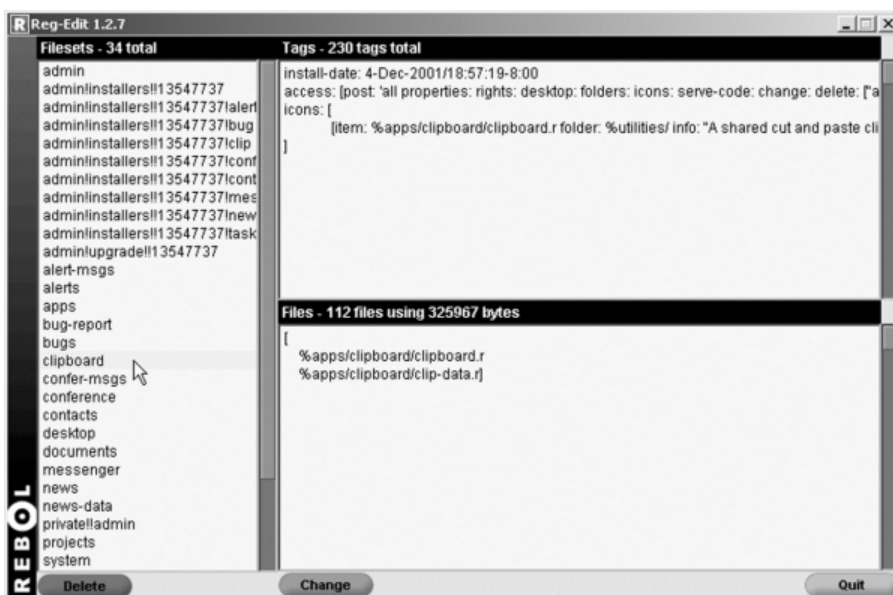 R Reg-Edit 1.2.7
Filesets - 34 total
admin
admin!installers!!13547737
admin!installers!!13547737!alert
admin!installers!!13547737!bug
admin!installers!!13547737!clip
admin!installers!!13547737!conf
admin!installers!!13547737!cont
admin!installers!!13547737!mes
admin!installers!!13547737!new
admin!installers!!13547737!task
admin!upgrade!!13547737
alert-msgs
alerts
apps
bug-report
bugs
clipboard
confer-msgs
conference
contacts
desktop
documents
messenger
news
news-data
private!!admin
projects
system
Tags - 230 tags total
install-date: 4-Dec-2001/18:57:19-8:00
access: [post: 'all properties: rights: desktop: folders: icons: serve-code: change: delete: ["a
icons: [
[item: %apps/clipboard/clipboard.r folder: %utilities/ info: "A shared cut and paste cli
]
Files - 112 files using 325967 bytes
[
%apps/clipboard/clipboard.r
%apps/clipboard/clip-data.r]
REBOL
Delete
Change
Quit